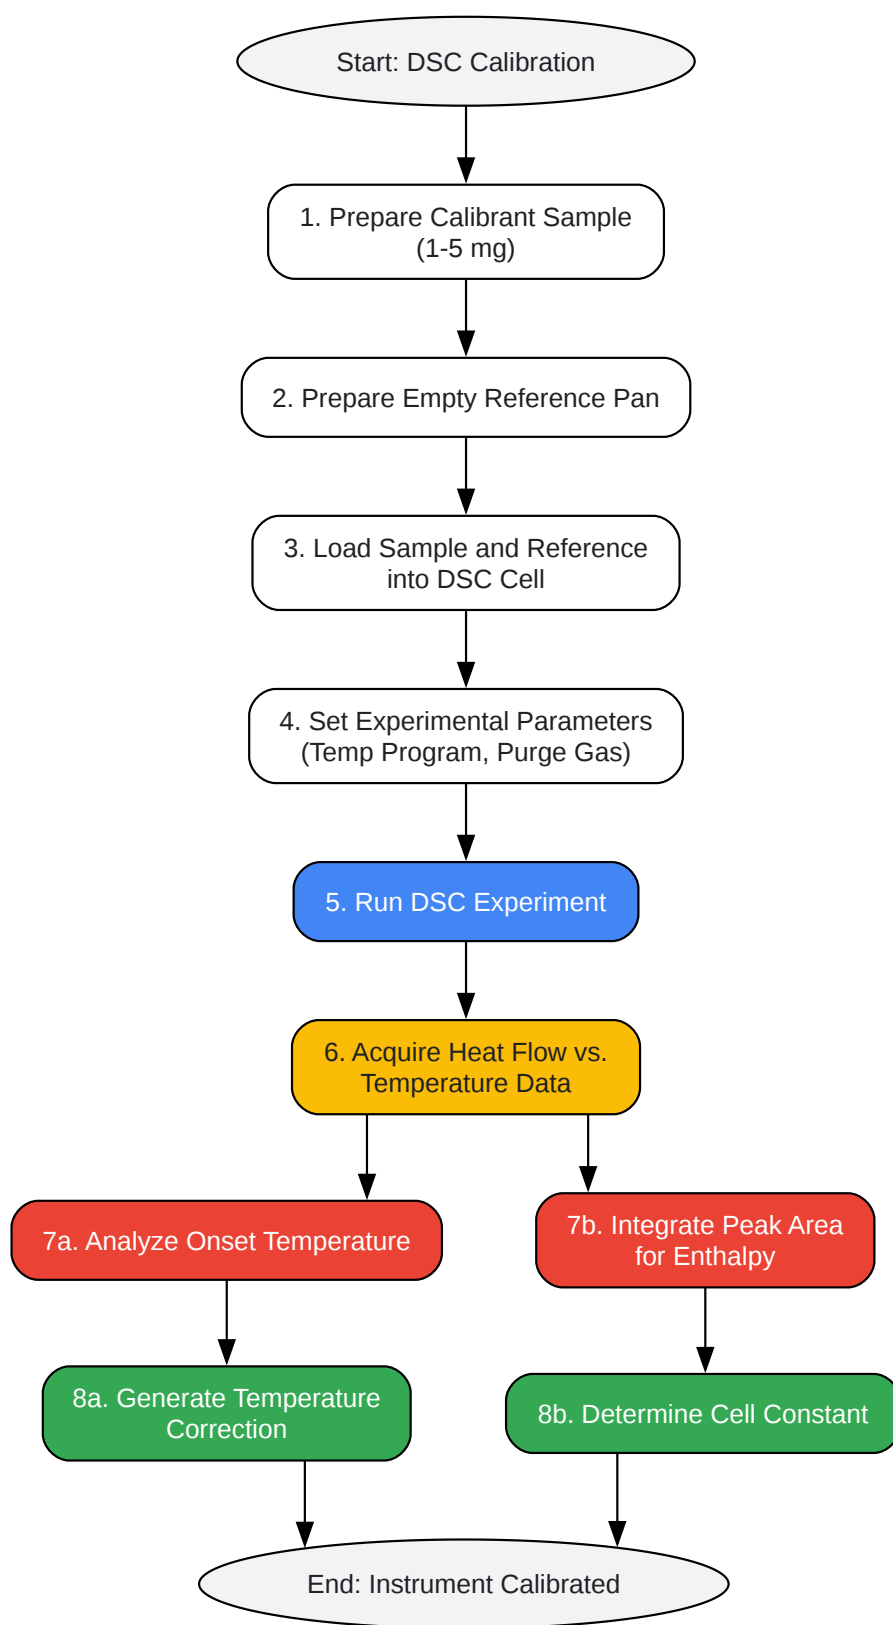 Start: DSC Calibration
1. Prepare Calibrant Sample
(1-5 mg)
2. Prepare Empty Reference Pan
3. Load Sample and Reference
into DSC Cell
4. Set Experimental Parameters
(Temp Program, Purge Gas)
5. Run DSC Experiment
6. Acquire Heat Flow vs.
Temperature Data
7a. Analyze Onset Temperature
7b. Integrate Peak Area
for Enthalpy
8a. Generate Temperature
Correction
8b. Determine Cell Constant
End: Instrument Calibrated